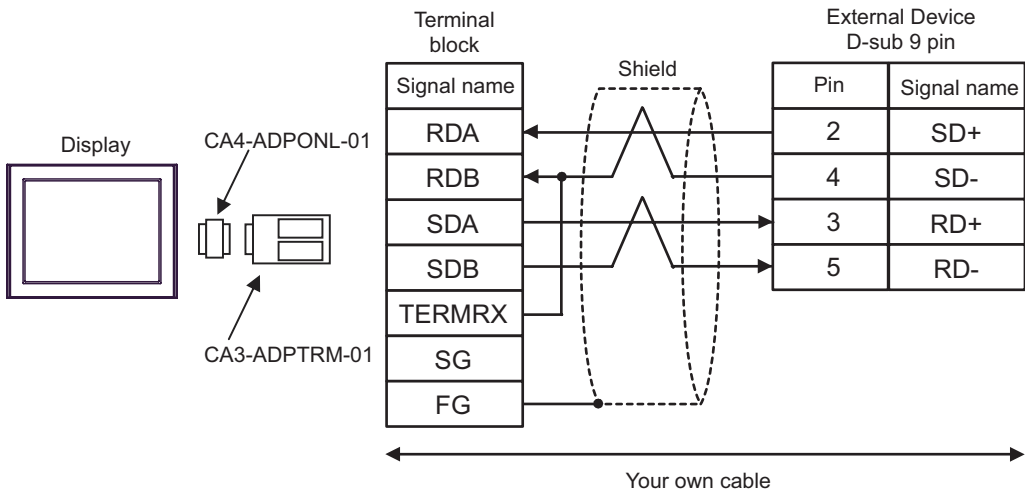 Terminal
block
External Device
D-sub 9 pin
Signal name
Shield
Pin
Signal name
RDA
2
SD+
Display
CA4-ADPONL-01
RDB
4
SD-
SDA
3
RD+
SDB
5
RD-
TERMRX
CA3-ADPTRM-01
SG
FG
Your own cable